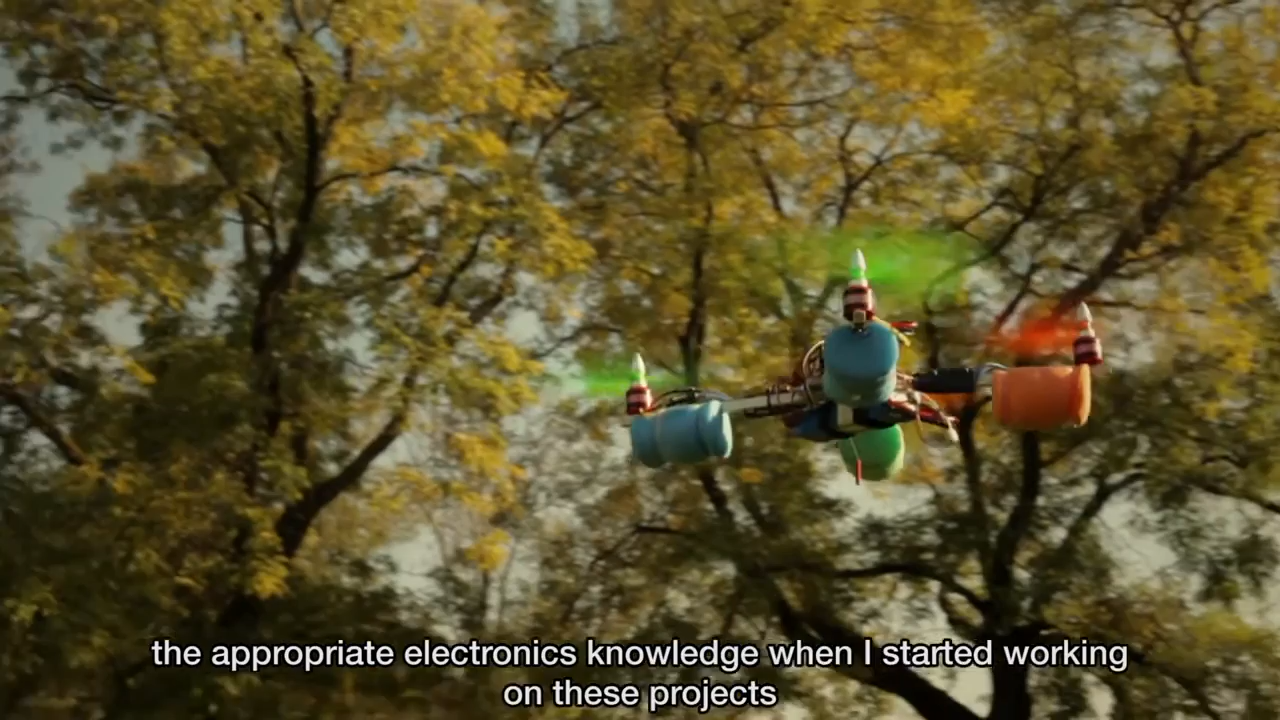 the appropriate electronics knowledge when I started working
on these projects